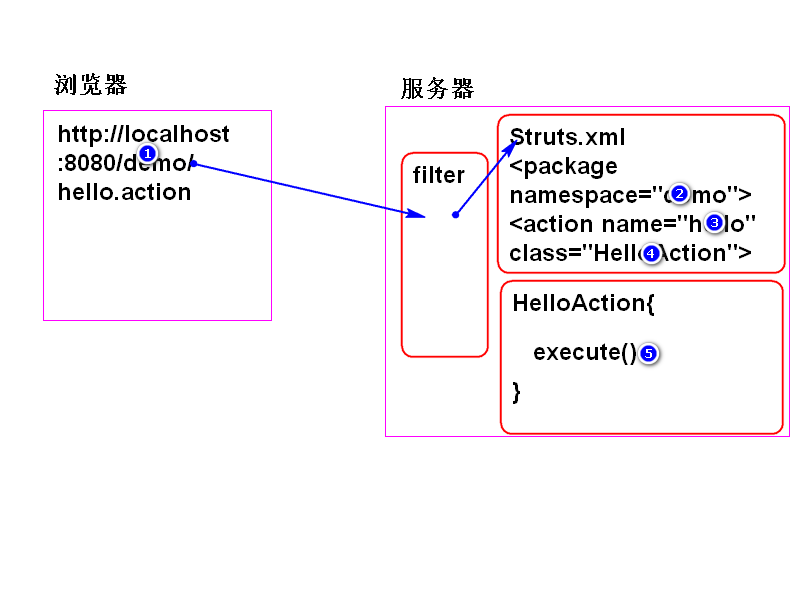 浏览器
http://localhost
:8080/demo/ ①
hello.action
服务器
filter
Struts.xml
<package
namespace="demo"> ②
<action name="hello" ③
class="HelloAction"> ④
HelloAction{
execute() ⑤
}